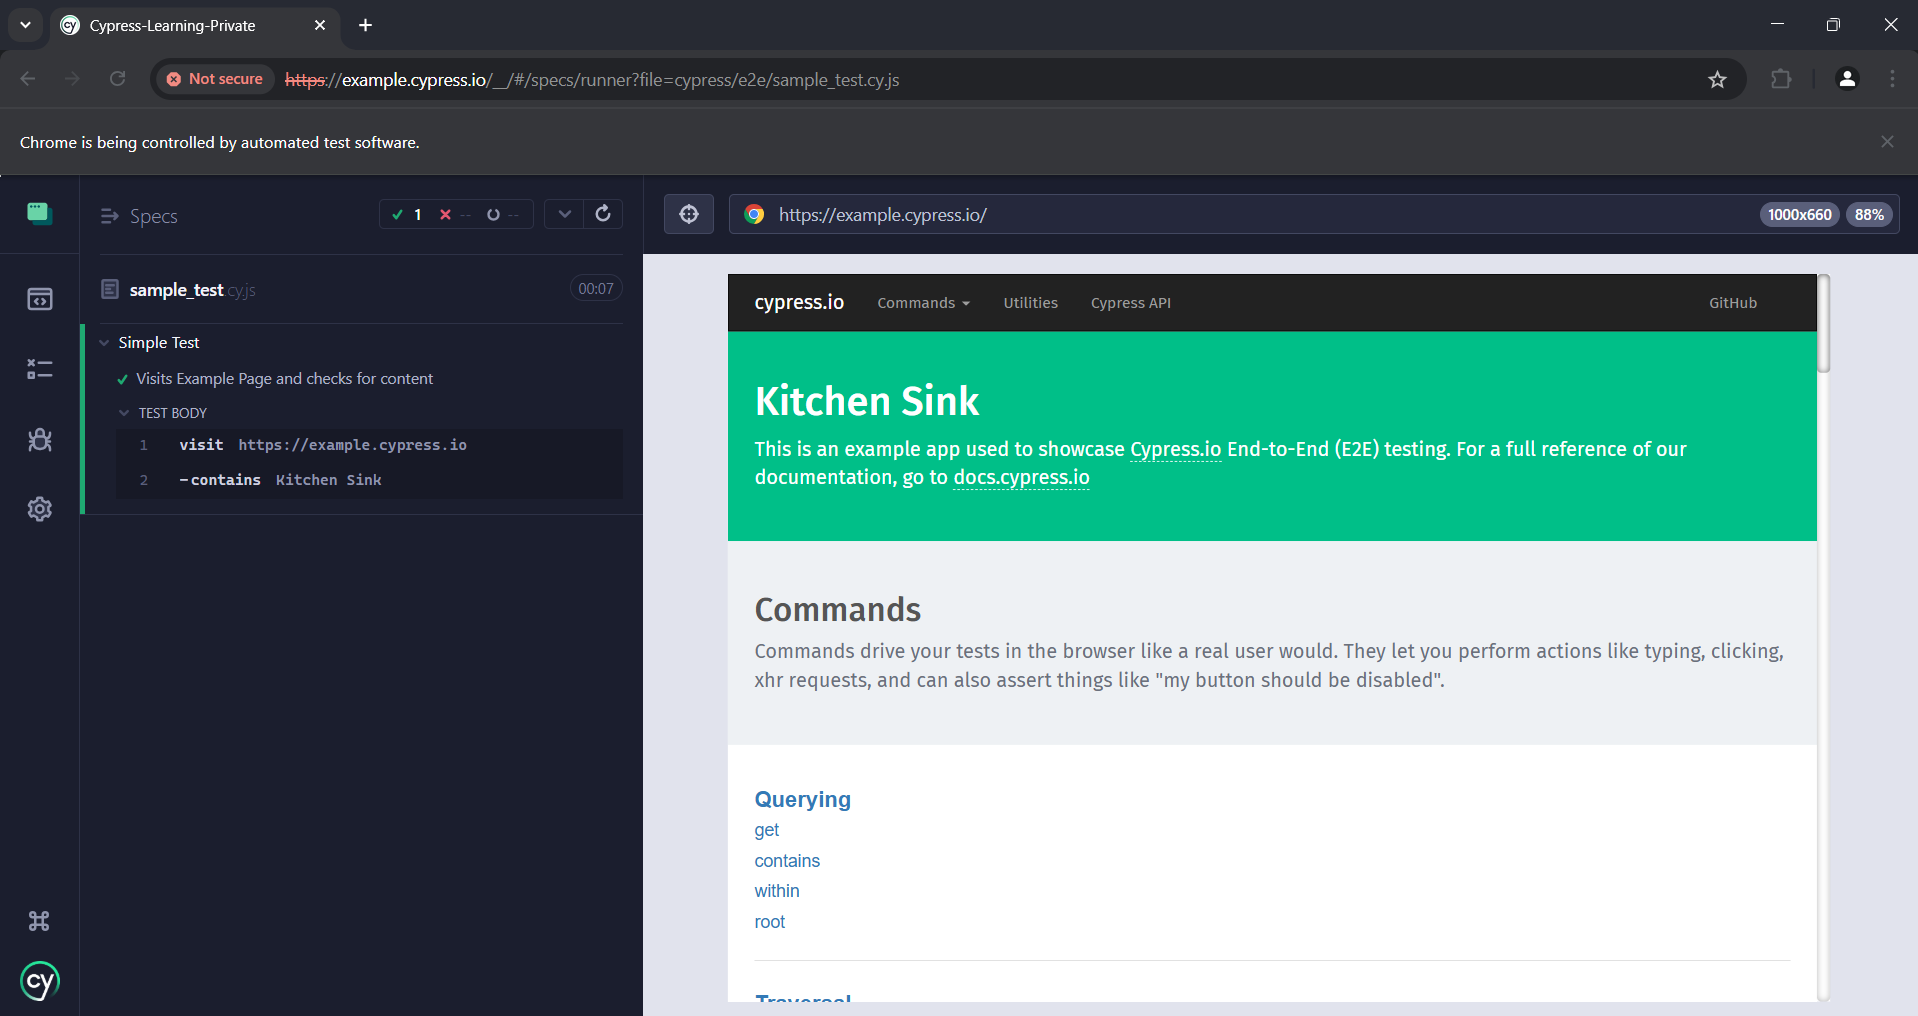 Cypress-Learning-Private
Not secure https://example.cypress.io/__/#/specs/runner?file=cypress/e2e/sample_test.cy.js
Chrome is being controlled by automated test software.
Specs
1 -- --
https://example.cypress.io/
1000x660 88%
sample_test.cy.js
00:07
Simple Test
Visits Example Page and checks for content
TEST BODY
1 visit https://example.cypress.io
2 -contains Kitchen Sink
cy
cypress.io Commands Utilities Cypress API GitHub
Kitchen Sink
This is an example app used to showcase Cypress.io End-to-End (E2E) testing. For a full reference of our
documentation, go to docs.cypress.io
Commands
Commands drive your tests in the browser like a real user would. They let you perform actions like typing, clicking,
xhr requests, and can also assert things like "my button should be disabled".
Querying
get
contains
within
root
Traversal